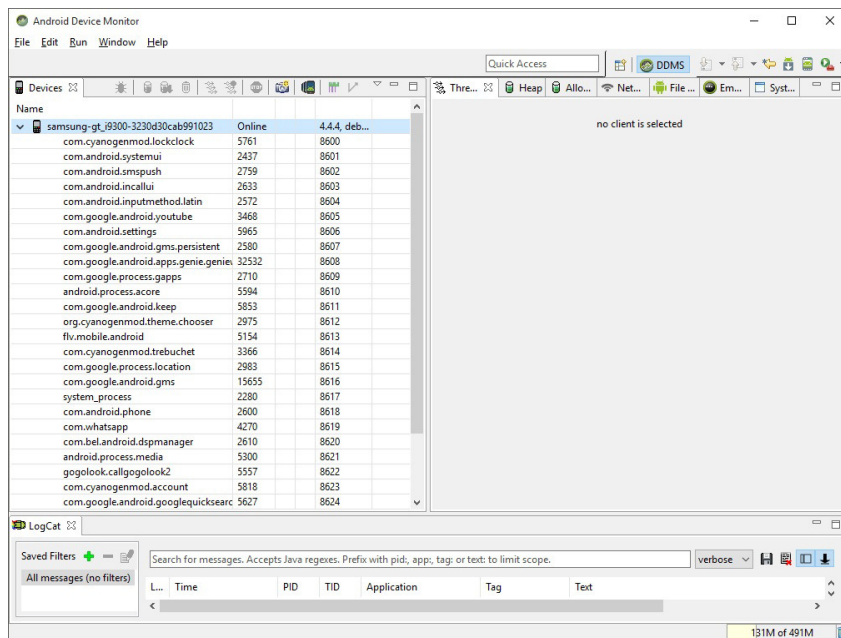 Android Device Monitor
File Edit Run Window Help
Quick Access DDMS
Devices
Name
samsung-gt_i9300-3230d30cab991023 Online 4.4.4, deb...
com.cyanogenmod.lockclock 5761 8600
com.android.systemui 2437 8601
com.android.smspush 2759 8602
com.android.incallui 2633 8603
com.android.inputmethod.latin 2572 8604
com.google.android.youtube 3468 8605
com.android.settings 5965 8606
com.google.android.gms.persistent 2580 8607
com.google.android.apps.genie.geniev 32532 8608
com.google.process.gapps 2710 8609
android.process.acore 5594 8610
com.google.android.keep 5853 8611
org.cyanogenmod.theme.chooser 2975 8612
flv.mobile.android 5154 8613
com.cyanogenmod.trebuchet 3366 8614
com.google.process.location 2983 8615
com.google.android.gms 15655 8616
system_process 2280 8617
com.android.phone 2600 8618
com.whatsapp 4270 8619
com.bel.android.dspmanager 2610 8620
android.process.media 5300 8621
gogolook.callgogolook2 5557 8622
com.cyanogenmod.account 5818 8623
com.google.android.googlequicksearc 5627 8624
Thre... Heap Allo... Net... File ... Em... Syst...
no client is selected
LogCat
Saved Filters
All messages (no filters)
Search for messages. Accepts Java regexes. Prefix with pid:, app:, tag: or text: to limit scope. verbose
L... Time PID TID Application Tag Text
131M of 491M